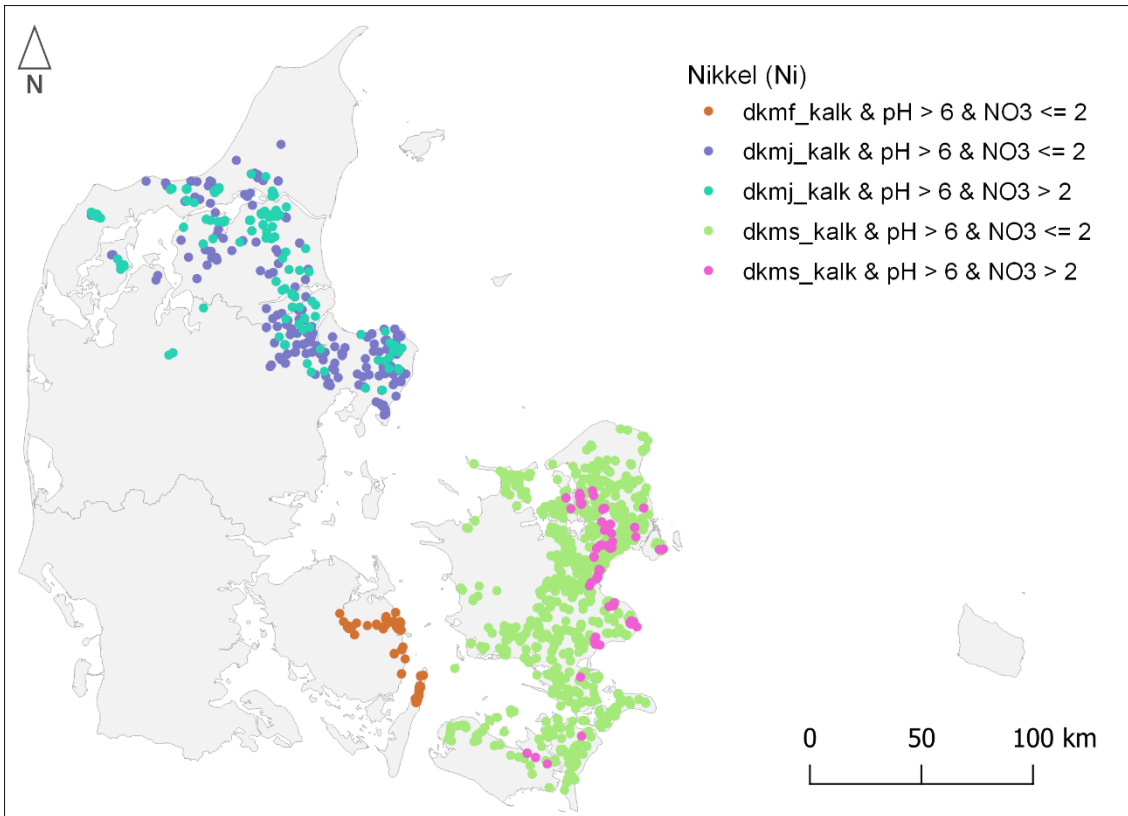 N
Nikkel (Ni)
dkmf_kalk & pH > 6 & NO3 <= 2
dkmj_kalk & pH > 6 & NO3 <= 2
dkmj_kalk & pH > 6 & NO3 > 2
dkms_kalk & pH > 6 & NO3 <= 2
dkms_kalk & pH > 6 & NO3 > 2
0 50 100 km